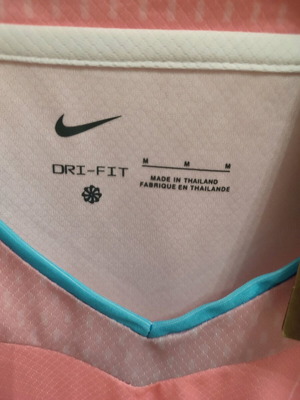 DRI-FIT
M M M
MADE IN THAILAND
FABRIQUE EN THAILANDE